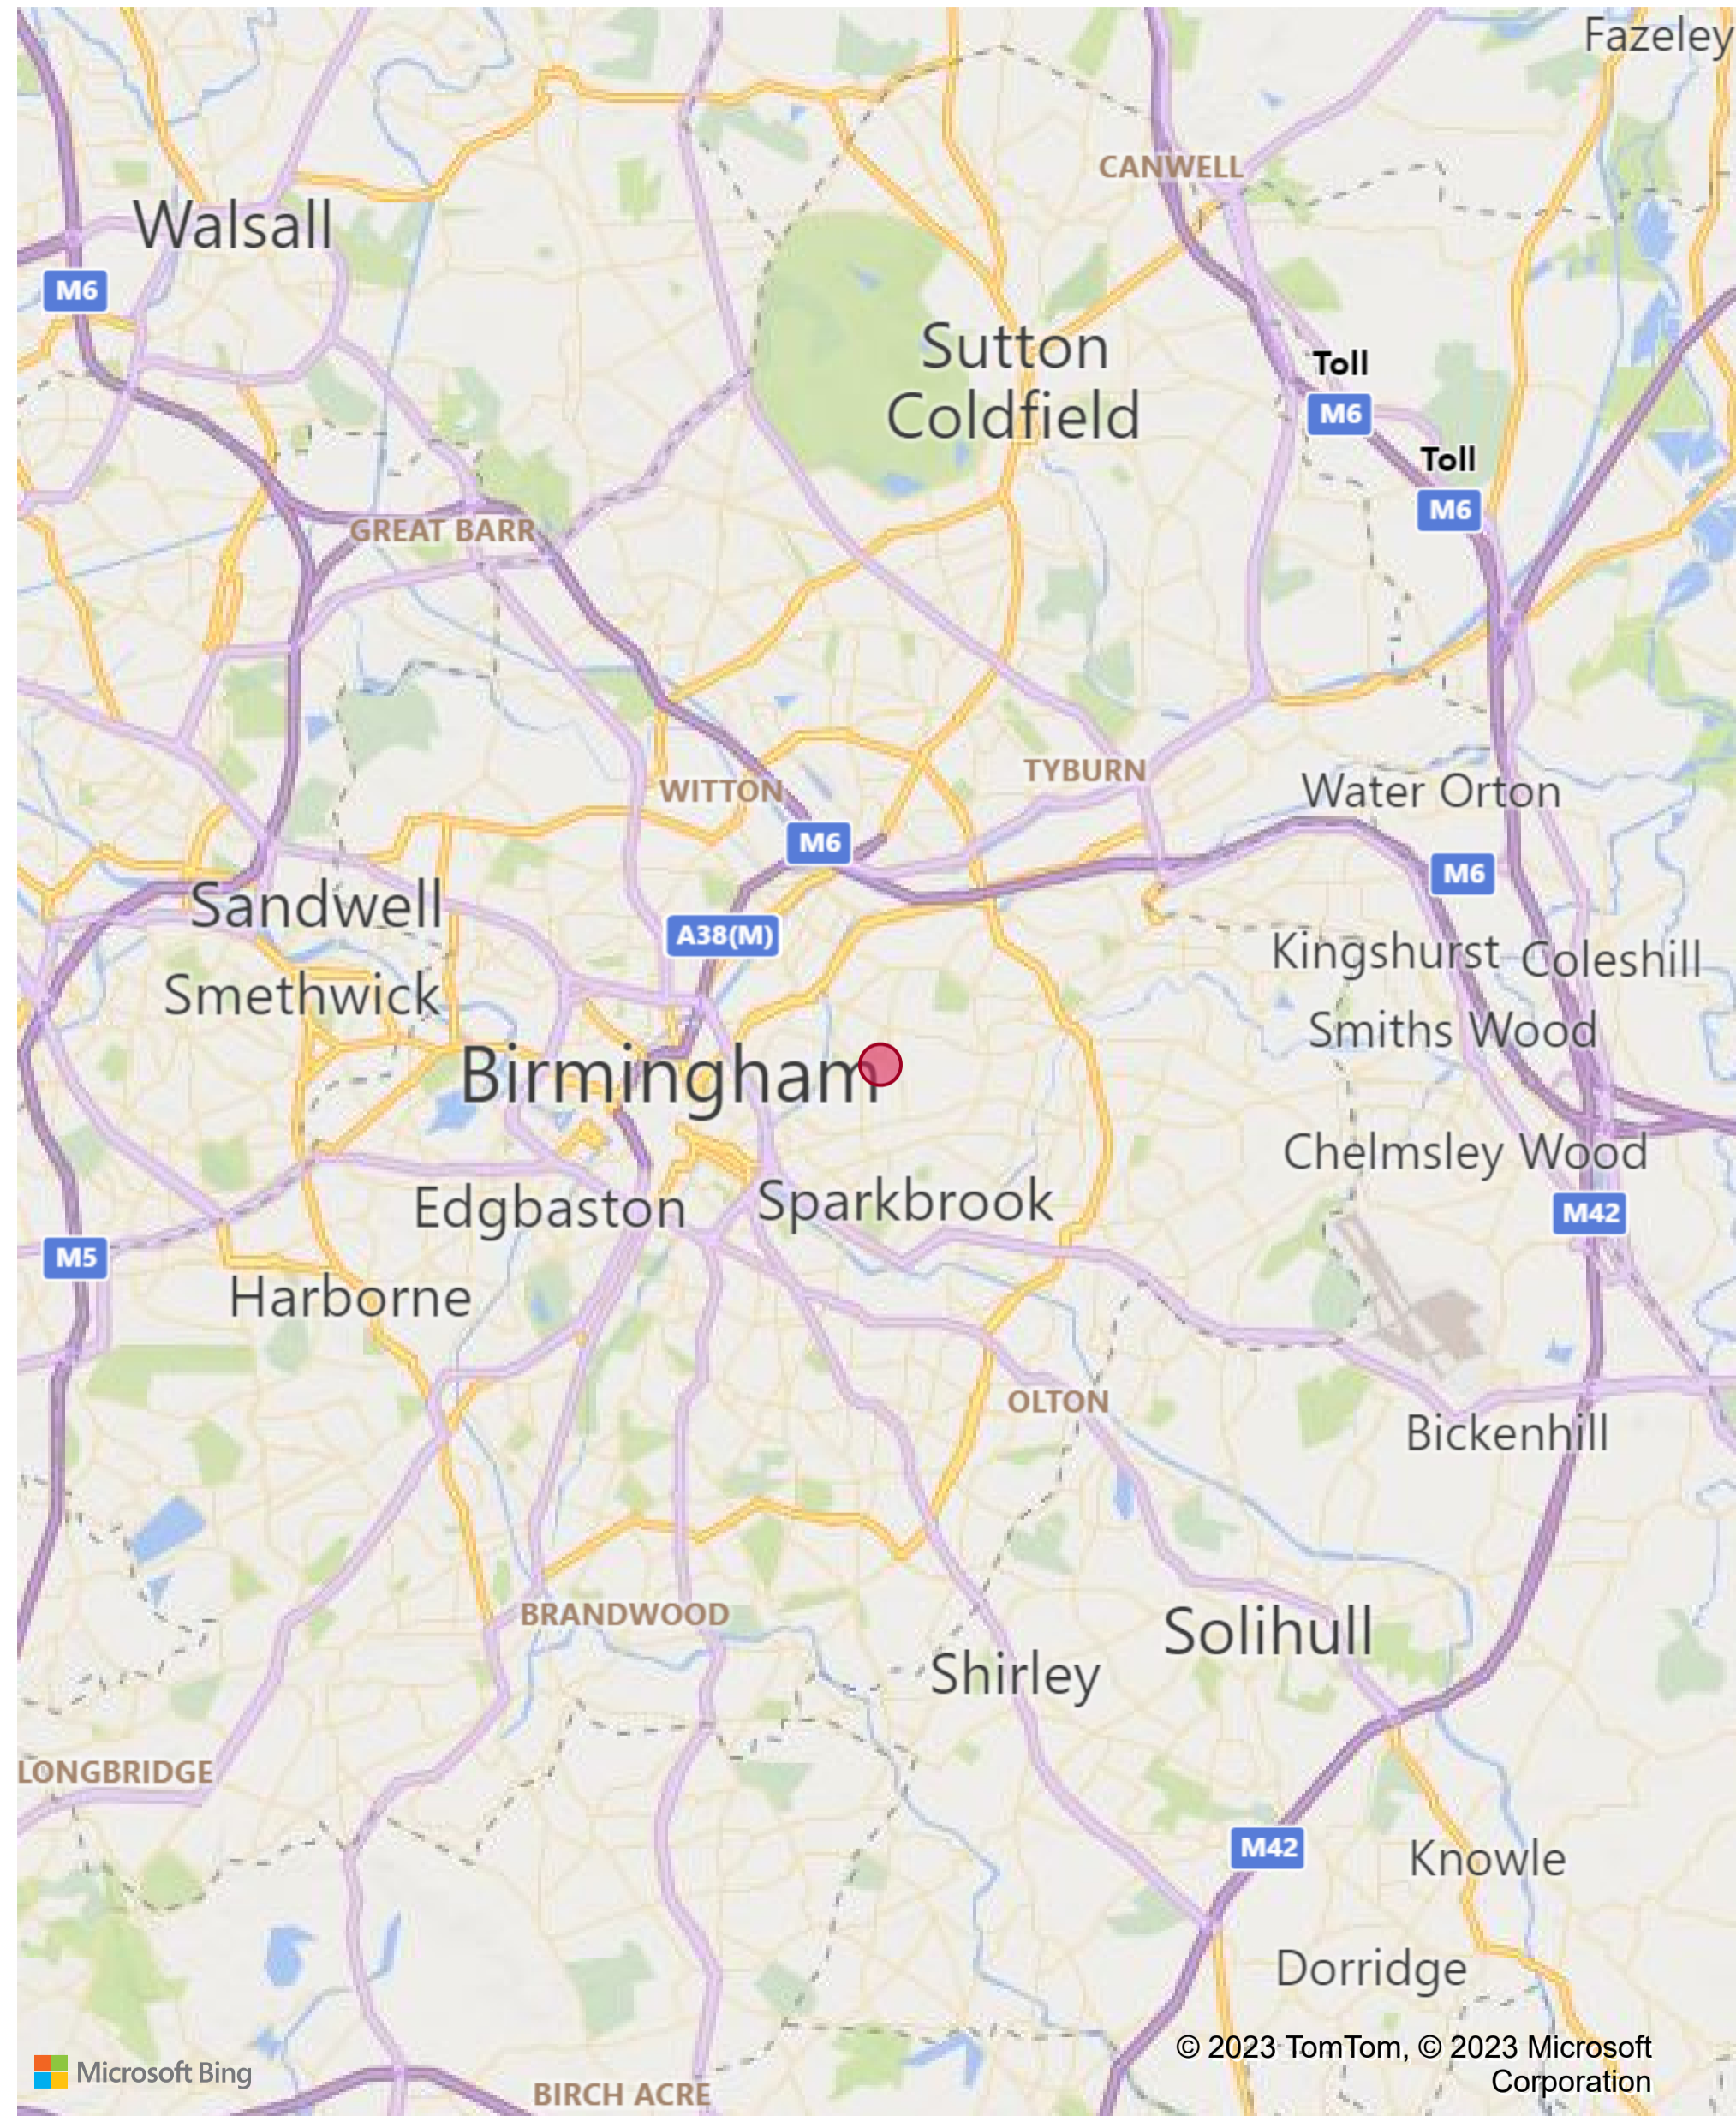 Fazeley
CANWELL
Walsall
M6
Sutton
Coldfield
Toll
M6
Toll
M6
GREAT BARR
TYBURN
WITTON
Water Orton
M6
M6
Sandwell
A38(M)
Kingshurst
Coleshill
Smethwick
Smiths Wood
Birmingham
Chelmsley Wood
Edgbaston
Sparkbrook
M42
M5
Harborne
OLTON
Bickenhill
BRANDWOOD
Solihull
Shirley
LONGBRIDGE
M42
Knowle
Dorridge
© 2023 TomTom, © 2023 Microsoft
Corporation
Microsoft Bing
BIRCH ACRE